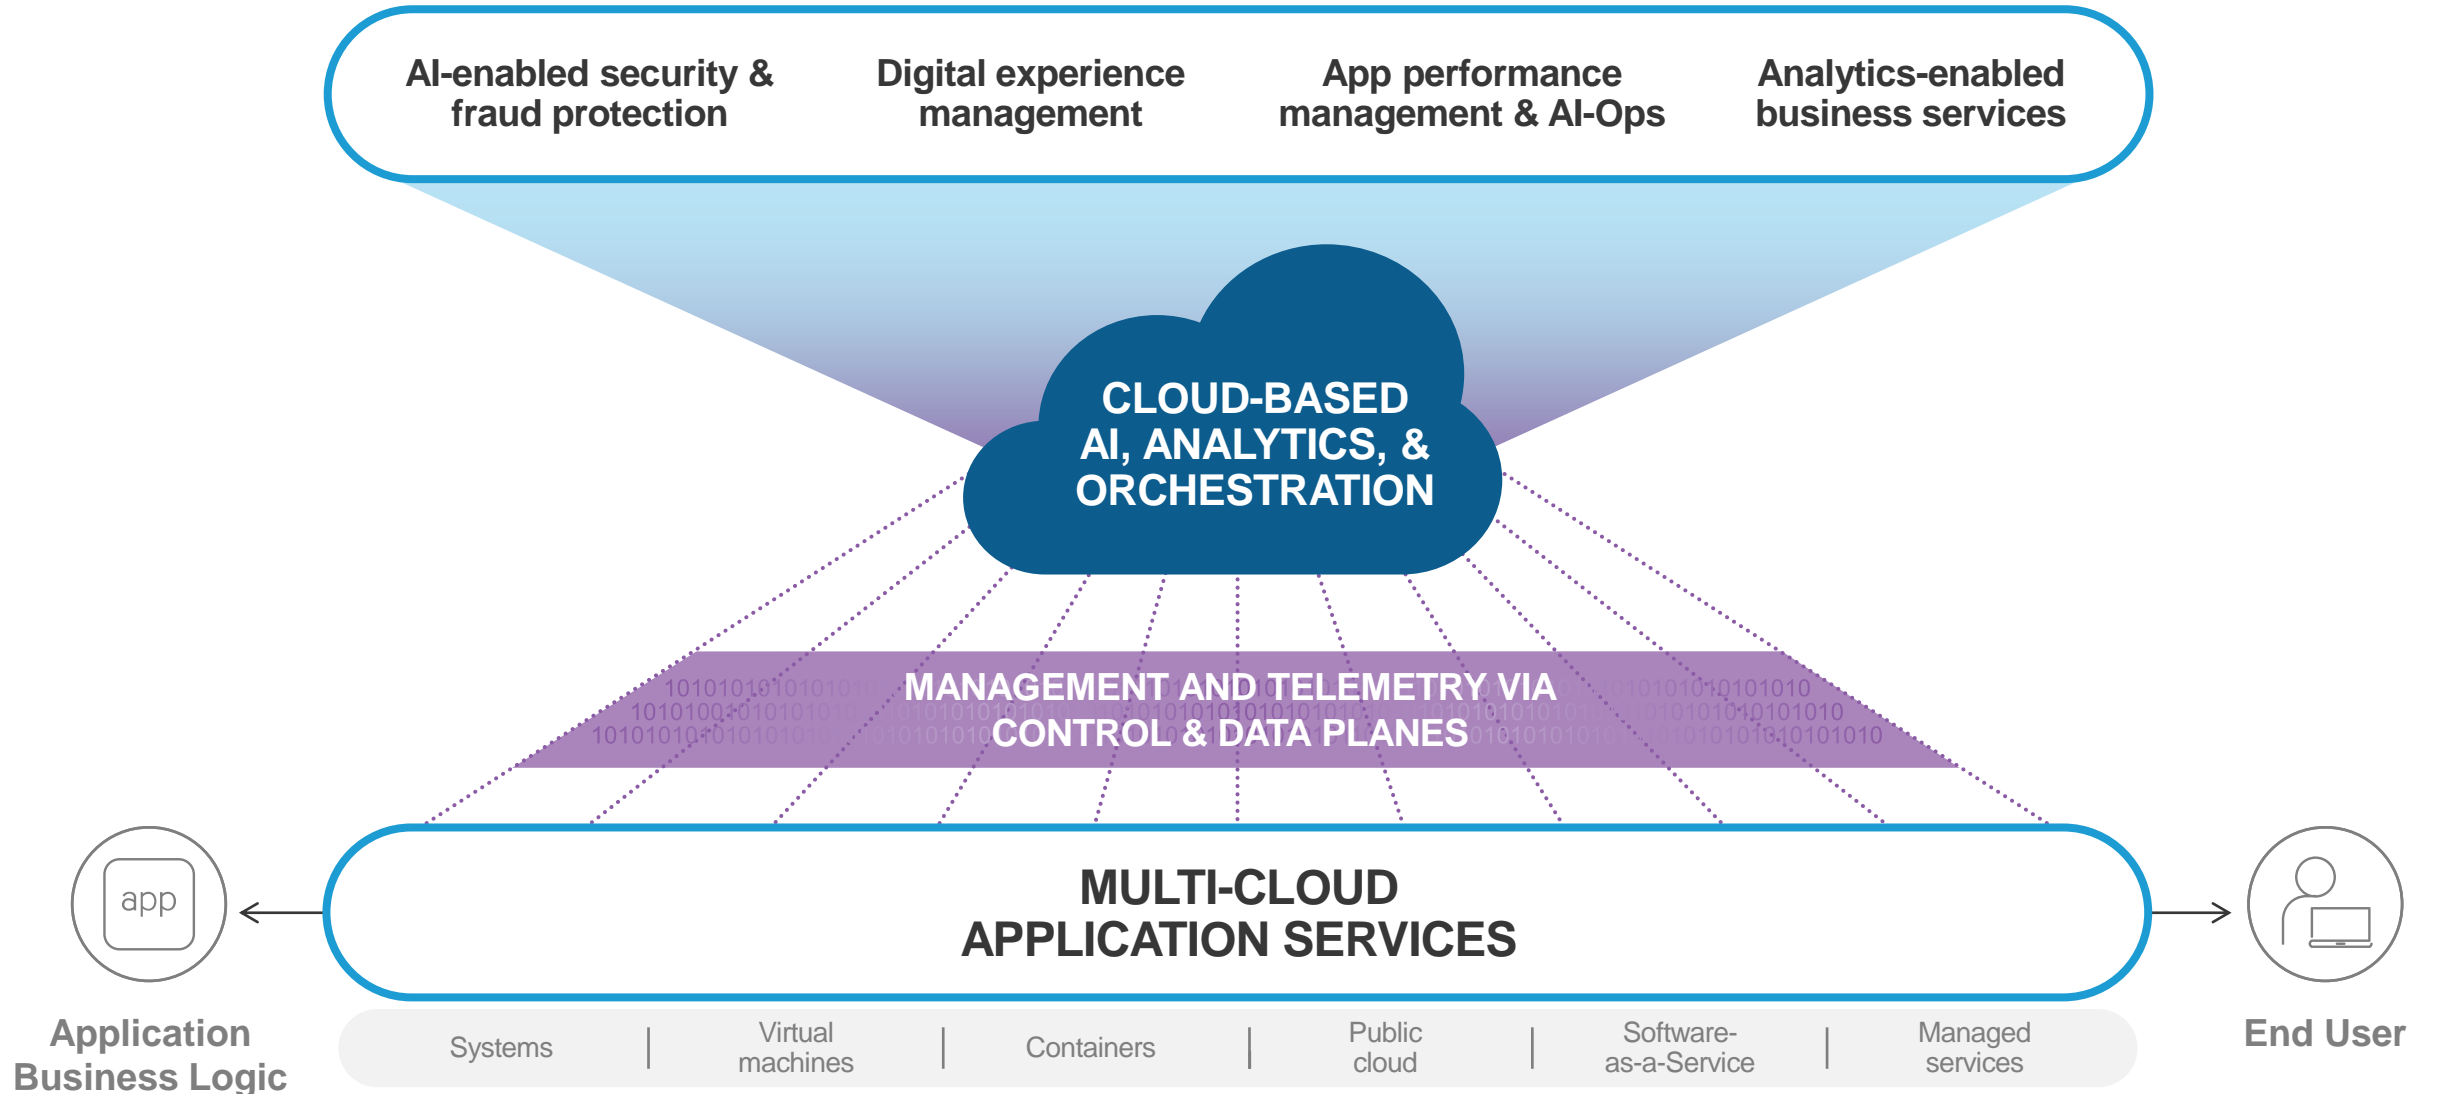 AI-enabled security &
fraud protection
Digital experience
management
App performance
management & AI-Ops
Analytics-enabled
business services
CLOUD-BASED
AI, ANALYTICS, &
ORCHESTRATION
MANAGEMENT AND TELEMETRY VIA
CONTROL & DATA PLANES
MULTI-CLOUD
APPLICATION SERVICES
app
Application
Business Logic
End User
Systems
Virtual
machines
Containers
Public
cloud
Software-
as-a-Service
Managed
services